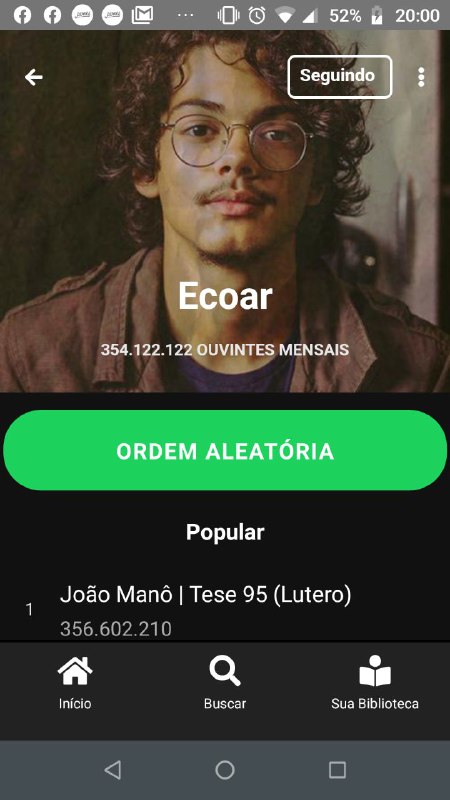 52% 20:00
Seguindo
Ecoar
354.122.122 OUVINTES MENSAIS
ORDEM ALEATÓRIA
Popular
1
João Manô | Tese 95 (Lutero)
356.602.210
Início Buscar Sua Biblioteca